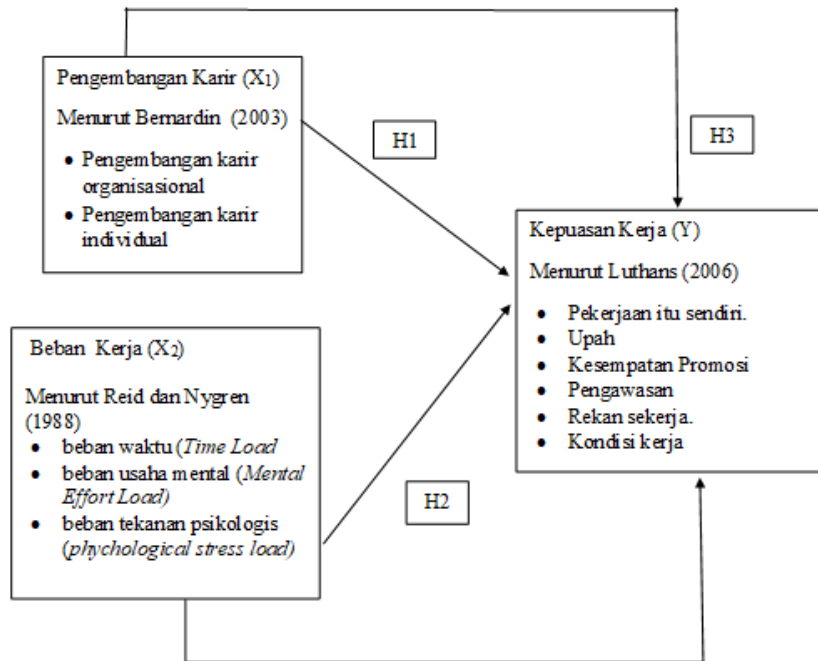 Pengembangan Karir (X₁)
Menurut Bernardin (2003)
• Pengembangan karir
organisasional
• Pengembangan karir
individual
H1
H3
Kepuasan Kerja (Y)
Menurut Luthans (2006)
• Pekerjaan itu sendiri.
• Upah
• Kesempatan Promosi
• Pengawasan
• Rekan sekerja.
• Kondisi kerja
Beban Kerja (X₂)
Menurut Reid dan Nygren
(1988)
• beban waktu (Time Load
• beban usaha mental (Mental
Effort Load)
• beban tekanan psikologis
(phychological stress load)
H2